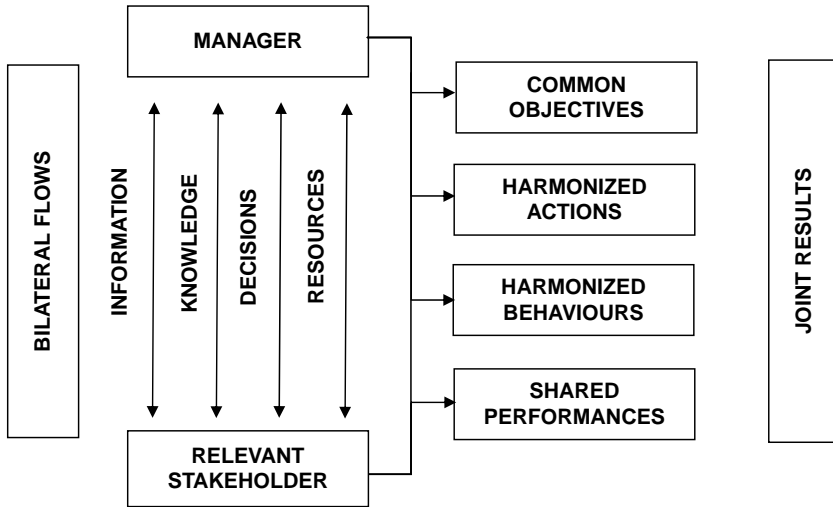 MANAGER
BILATERAL FLOWS
INFORMATION
KNOWLEDGE
DECISIONS
RESOURCES
RELEVANT
STAKEHOLDER
COMMON
OBJECTIVES
HARMONIZED
ACTIONS
HARMONIZED
BEHAVIOURS
SHARED
PERFORMANCES
JOINT RESULTS